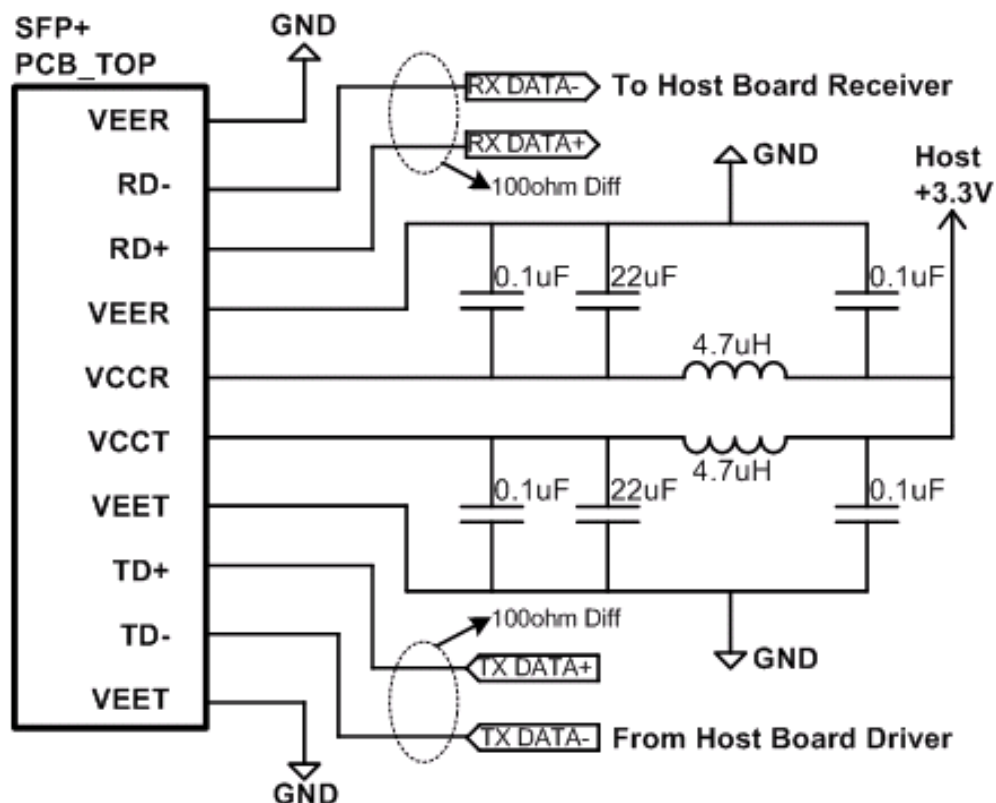 SFP+
PCB_TOP
GND
VEER
RD-
RD+
VEER
VCCR
VCCT
VEET
TD+
TD-
VEET
RX DATA-
To Host Board Receiver
RX DATA+
100ohm Diff
GND
Host
+3.3V
0.1uF
22uF
0.1uF
4.7uH
4.7uH
0.1uF
22uF
0.1uF
100ohm Diff
GND
TX DATA+
TX DATA-
From Host Board Driver
GND